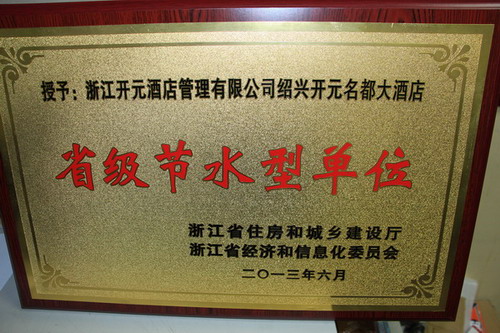 授予：浙江开元酒店管理有限公司绍兴开元名都大酒店
省级节水型单位
浙江省住房和城乡建设厅
浙江省经济和信息化委员会
二〇一三年六月